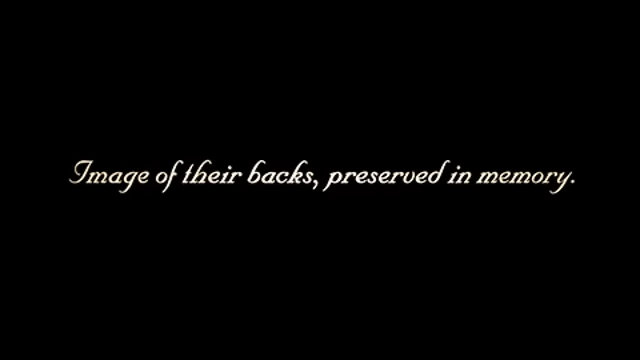 Image of their backs, preserved in memory.